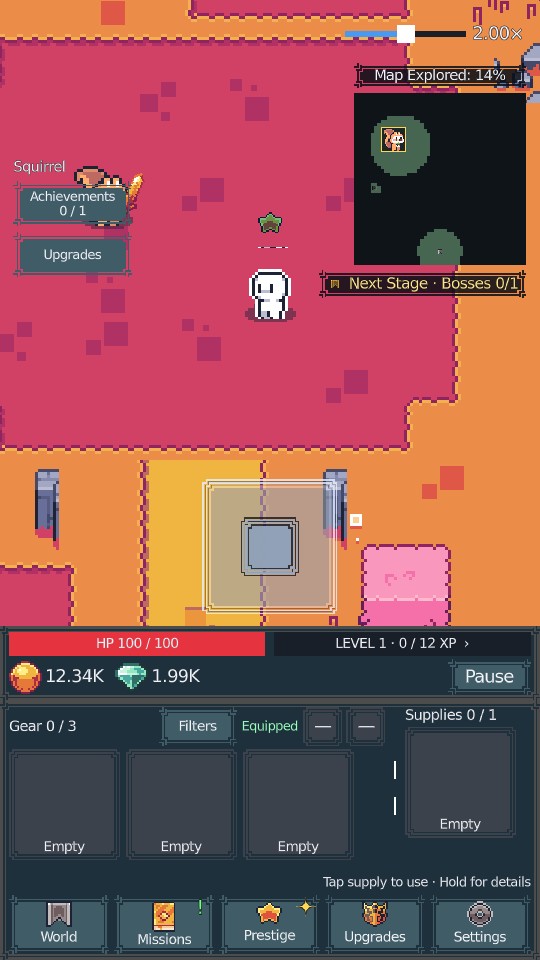 2.00×
Map Explored: 14%
Squirrel
Achievements
0 / 1
Upgrades
Next Stage · Bosses 0/1
HP 100 / 100
LEVEL 1 · 0 / 12 XP ›
12.34K
1.99K
Pause
Gear 0 / 3
Filters
Equipped
—
—
Supplies 0 / 1
Empty
Empty
Empty
Empty
Tap supply to use · Hold for details
World
Missions
!
Prestige
Upgrades
Settings